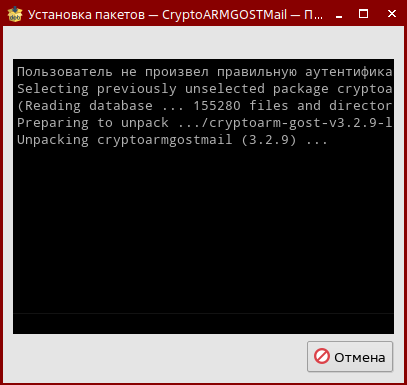 Установка пакетов — CryptoARMGOSTMail — П...
Пользователь не произвел правильную аутентифика
Selecting previously unselected package cryptoa
(Reading database ... 155280 files and director
Preparing to unpack .../cryptoarm-gost-v3.2.9-l
Unpacking cryptoarmgostmail (3.2.9) ...
Отмена